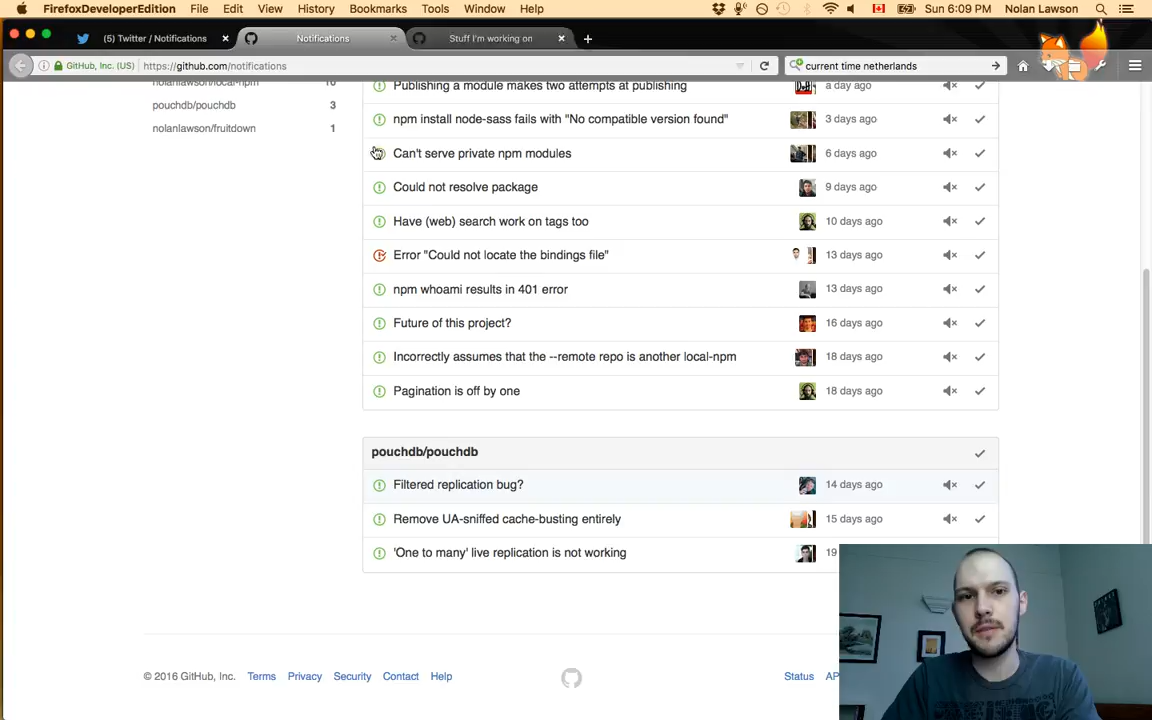 FirefoxDeveloperEdition File Edit View History Bookmarks Tools Window Help Sun 6:09 PM Nolan Lawson
(5) Twitter / Notifications Notifications Stuff I'm working on
GitHub, Inc. (US) https://github.com/notifications current time netherlands
nolanlawson/local-npm 10
Publishing a module makes two attempts at publishing a day ago
pouchdb/pouchdb 3
npm install node-sass fails with "No compatible version found" 3 days ago
nolanlawson/fruitdown 1
Can't serve private npm modules 6 days ago
Could not resolve package 9 days ago
Have (web) search work on tags too 10 days ago
Error "Could not locate the bindings file" 13 days ago
npm whoami results in 401 error 13 days ago
Future of this project? 16 days ago
Incorrectly assumes that the --remote repo is another local-npm 18 days ago
Pagination is off by one 18 days ago
pouchdb/pouchdb
Filtered replication bug? 14 days ago
Remove UA-sniffed cache-busting entirely 15 days ago
'One to many' live replication is not working 19
© 2016 GitHub, Inc. Terms Privacy Security Contact Help Status AP